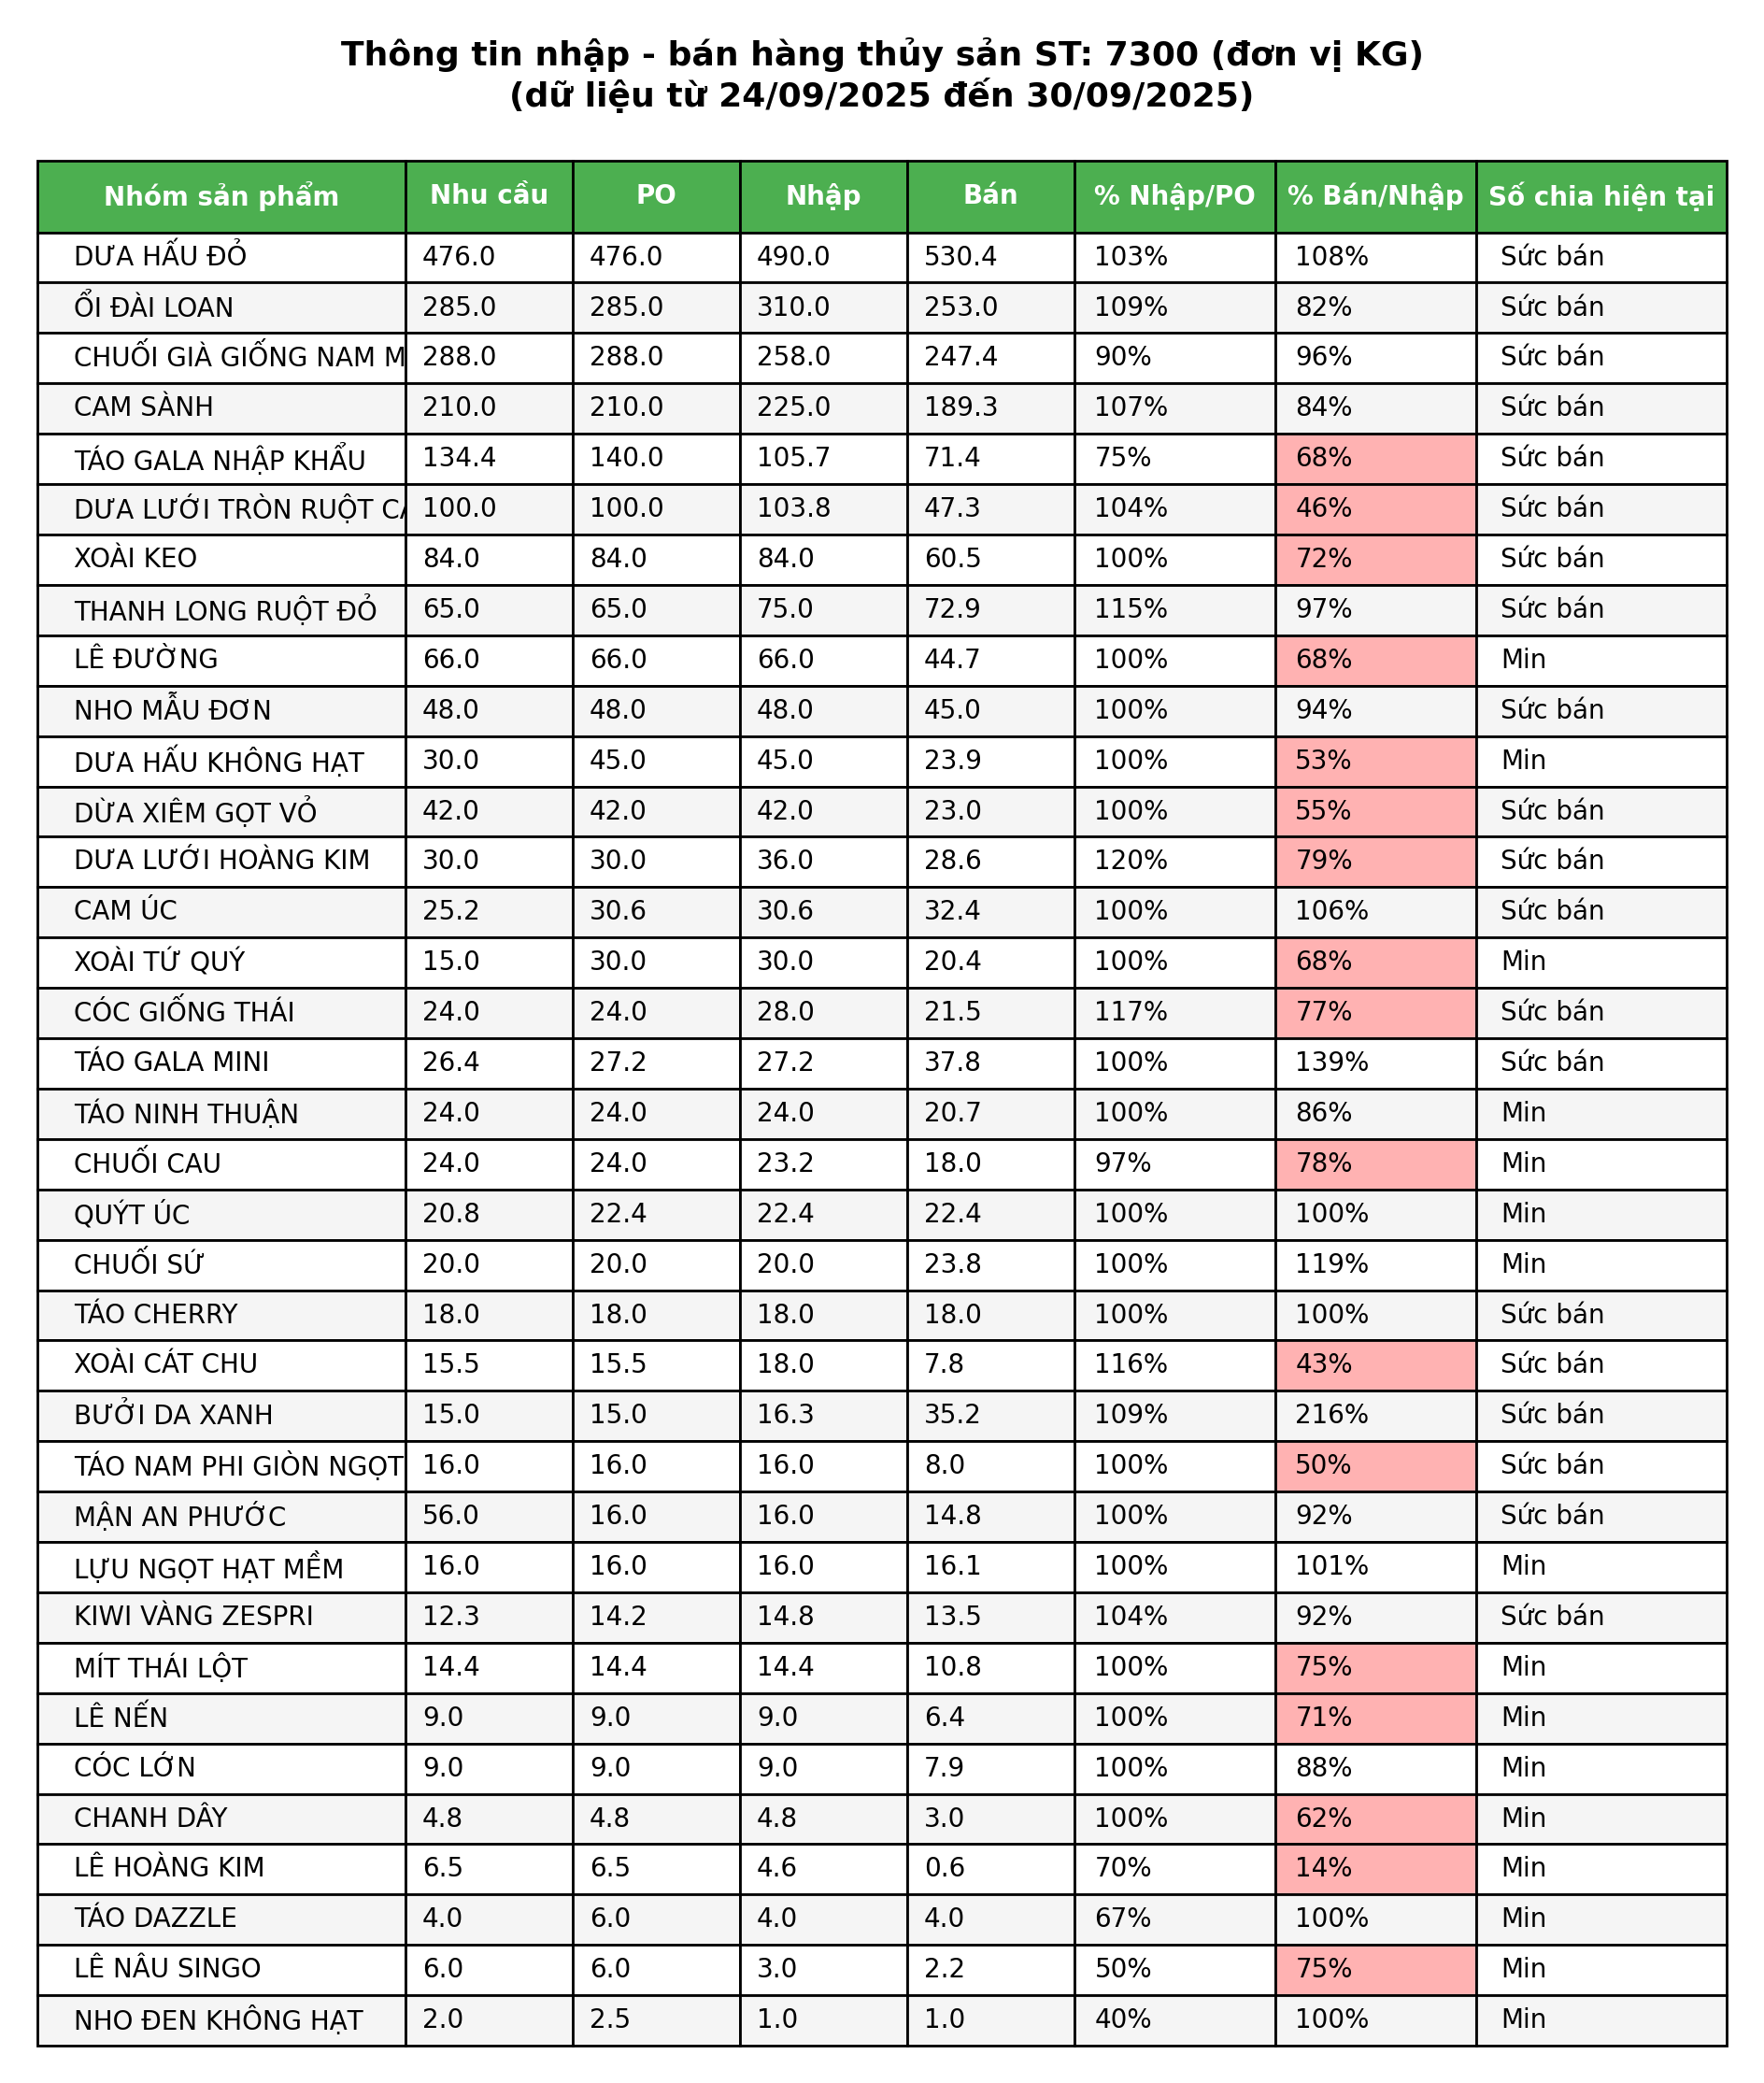 Thông tin nhập - bán hàng thủy sản ST: 7300 (đơn vị KG)
(dữ liệu từ 24/09/2025 đến 30/09/2025)
Nhóm sản phẩm Nhu cầu PO Nhập Bán % Nhập/PO % Bán/Nhập Số chia hiện tại
DƯA HẤU ĐỎ 476.0 476.0 490.0 530.4 103% 108% Sức bán
ỔI ĐÀI LOAN 285.0 285.0 310.0 253.0 109% 82% Sức bán
CHUỐI GIÀ GIỐNG NAM M 288.0 288.0 258.0 247.4 90% 96% Sức bán
CAM SÀNH 210.0 210.0 225.0 189.3 107% 84% Sức bán
TÁO GALA NHẬP KHẨU 134.4 140.0 105.7 71.4 75% 68% Sức bán
DƯA LƯỚI TRÒN RUỘT CA 100.0 100.0 103.8 47.3 104% 46% Sức bán
XOÀI KEO 84.0 84.0 84.0 60.5 100% 72% Sức bán
THANH LONG RUỘT ĐỎ 65.0 65.0 75.0 72.9 115% 97% Sức bán
LÊ ĐƯỜNG 66.0 66.0 66.0 44.7 100% 68% Min
NHO MẪU ĐƠN 48.0 48.0 48.0 45.0 100% 94% Sức bán
DƯA HẤU KHÔNG HẠT 30.0 45.0 45.0 23.9 100% 53% Min
DỪA XIÊM GỌT VỎ 42.0 42.0 42.0 23.0 100% 55% Sức bán
DƯA LƯỚI HOÀNG KIM 30.0 30.0 36.0 28.6 120% 79% Sức bán
CAM ÚC 25.2 30.6 30.6 32.4 100% 106% Sức bán
XOÀI TỨ QUÝ 15.0 30.0 30.0 20.4 100% 68% Min
CÓC GIỐNG THÁI 24.0 24.0 28.0 21.5 117% 77% Sức bán
TÁO GALA MINI 26.4 27.2 27.2 37.8 100% 139% Sức bán
TÁO NINH THUẬN 24.0 24.0 24.0 20.7 100% 86% Min
CHUỐI CAU 24.0 24.0 23.2 18.0 97% 78% Min
QUÝT ÚC 20.8 22.4 22.4 22.4 100% 100% Min
CHUỐI SỨ 20.0 20.0 20.0 23.8 100% 119% Min
TÁO CHERRY 18.0 18.0 18.0 18.0 100% 100% Sức bán
XOÀI CÁT CHU 15.5 15.5 18.0 7.8 116% 43% Sức bán
BƯỞI DA XANH 15.0 15.0 16.3 35.2 109% 216% Sức bán
TÁO NAM PHI GIÒN NGỌT 16.0 16.0 16.0 8.0 100% 50% Sức bán
MẬN AN PHƯỚC 56.0 16.0 16.0 14.8 100% 92% Sức bán
LỰU NGỌT HẠT MỀM 16.0 16.0 16.0 16.1 100% 101% Min
KIWI VÀNG ZESPRI 12.3 14.2 14.8 13.5 104% 92% Sức bán
MÍT THÁI LỘT 14.4 14.4 14.4 10.8 100% 75% Min
LÊ NẾN 9.0 9.0 9.0 6.4 100% 71% Min
CÓC LỚN 9.0 9.0 9.0 7.9 100% 88% Min
CHANH DÂY 4.8 4.8 4.8 3.0 100% 62% Min
LÊ HOÀNG KIM 6.5 6.5 4.6 0.6 70% 14% Min
TÁO DAZZLE 4.0 6.0 4.0 4.0 67% 100% Min
LÊ NÂU SINGO 6.0 6.0 3.0 2.2 50% 75% Min
NHO ĐEN KHÔNG HẠT 2.0 2.5 1.0 1.0 40% 100% Min